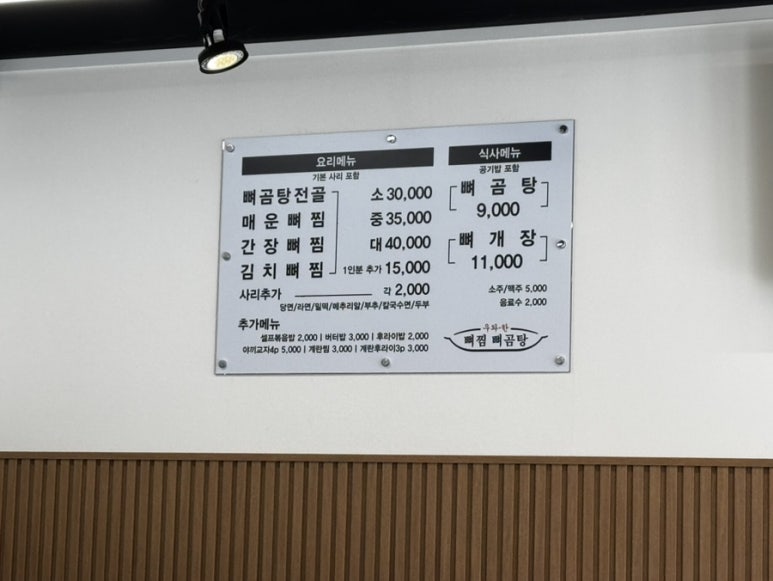 요리메뉴
기본 사리 포함
뼈곰탕전골 소 30,000
매운뼈찜 중 35,000
간장뼈찜 대 40,000
김치뼈찜 1인분 추가 15,000
사리추가 각 2,000
당면/라면/밀떡/메추리알/부추/칼국수면/두부
추가메뉴
셀프볶음밥 2,000 | 버터밥 3,000 | 후라이밥 2,000
야끼교자4p 5,000 | 계란찜 3,000 | 계란후라이3p 3,000
식사메뉴
공기밥 포함
뼈곰탕
9,000
뼈개장
11,000
소주/맥주 5,000
음료수 2,000
우와한
뼈찜 뼈곰탕